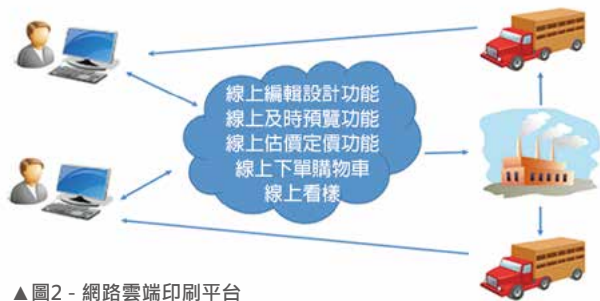 線上編輯設計功能
線上及時預覽功能
線上估價定價功能
線上下單購物車
線上看樣
▲圖2 - 網路雲端印刷平台